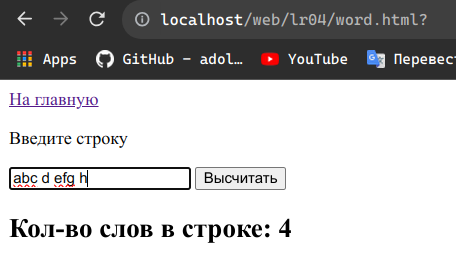 localhost/web/lr04/word.html?
Apps GitHub – adol... YouTube Перевест
На главную
Введите строку
abc d efg h Высчитать
Кол-во слов в строке: 4